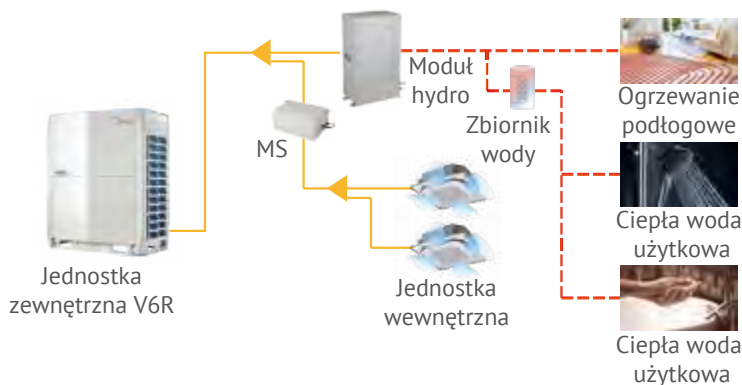 Moduł
hydro
Ogrzewanie
podłogowe
Zbiornik
wody
MS
Ciepła woda
użytkowa
Jednostka
zewnętrzna V6R
Jednostka
wewnętrzna
Ciepła woda
użytkowa